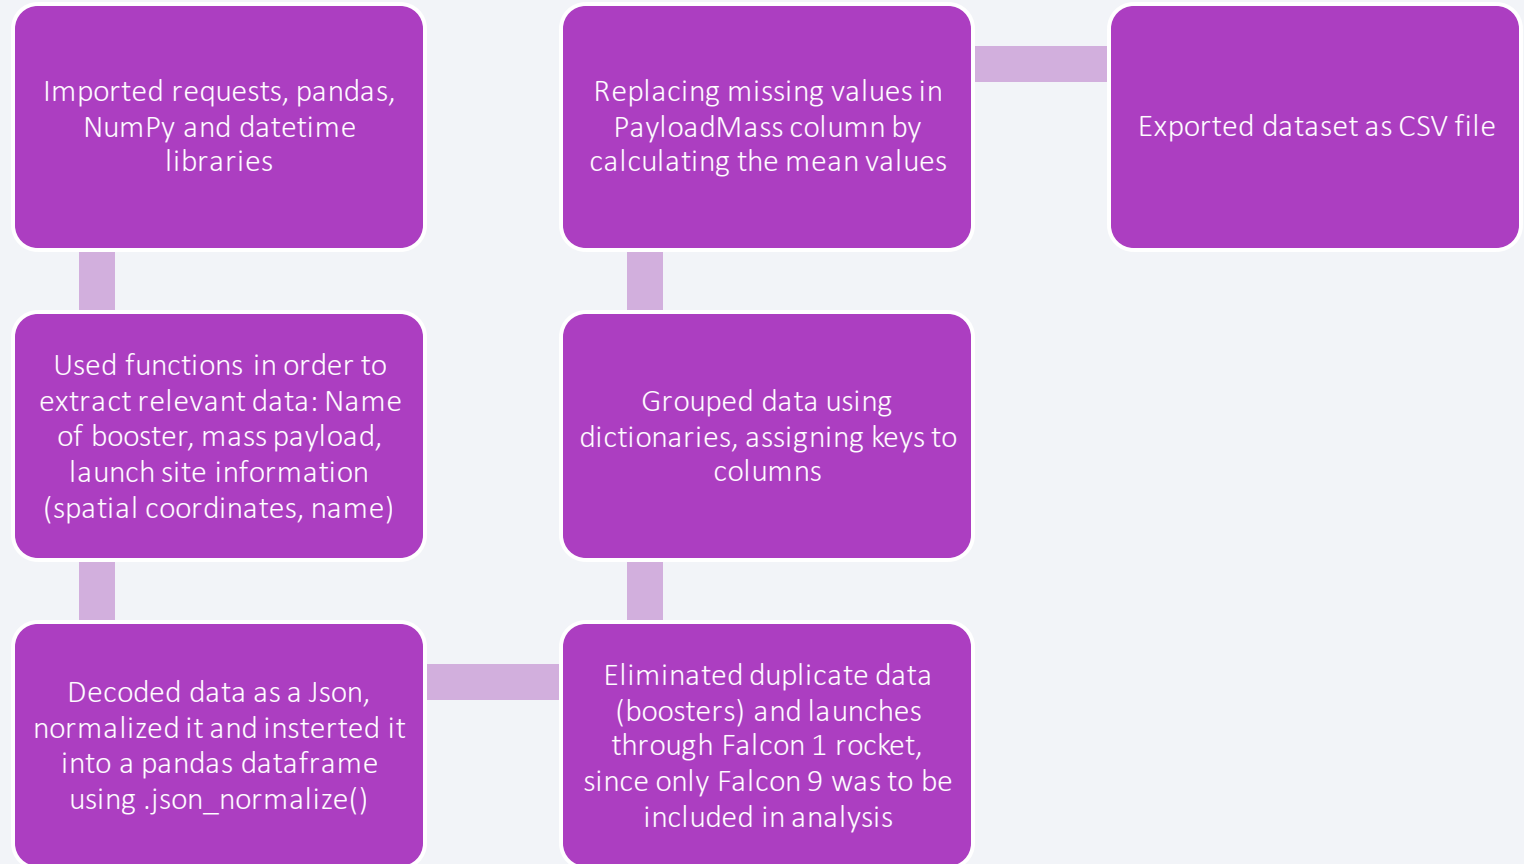 Imported requests, pandas,
NumPy and datetime
libraries
Used functions in order to
extract relevant data: Name
of booster, mass payload,
launch site information
(spatial coordinates, name)
Decoded data as a Json,
normalized it and insterted it
into a pandas dataframe
using .json_normalize()
Eliminated duplicate data
(boosters) and launches
through Falcon 1 rocket,
since only Falcon 9 was to be
included in analysis
Grouped data using
dictionaries, assigning keys to
columns
Replacing missing values in
PayloadMass column by
calculating the mean values
Exported dataset as CSV file